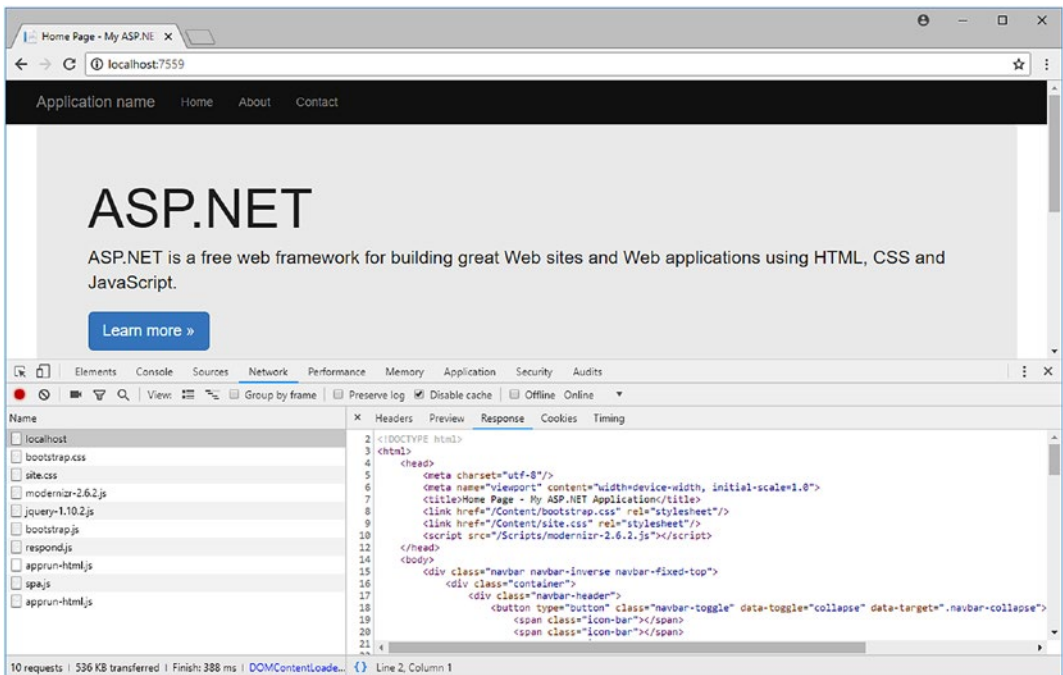 Home Page - My ASP.NE
localhost:7559
Application name Home About Contact
ASP.NET
ASP.NET is a free web framework for building great Web sites and Web applications using HTML, CSS and
JavaScript.
Learn more »
Elements Console Sources Network Performance Memory Application Security Audits
View: Group by frame Preserve log Disable cache Offline Online
Name
localhost
bootstrap.css
site.css
modernizr-2.6.2.js
jquery-1.10.2.js
bootstrap.js
respond.js
apprun-html.js
spa.js
apprun-html.js
10 requests | 536 KB transferred | Finish: 388 ms | DOMContentLoade...
Headers Preview Response Cookies Timing
2 <!DOCTYPE html>
3 <html>
4 <head>
5 <meta charset="utf-8"/>
6 <meta name="viewport" content="width=device-width, initial-scale=1.0">
7 <title>Home Page - My ASP.NET Application</title>
8 <link href="/Content/bootstrap.css" rel="stylesheet"/>
9 <link href="/Content/site.css" rel="stylesheet"/>
10 <script src="/Scripts/modernizr-2.6.2.js"></script>
12 </head>
14 <body>
15 <div class="navbar navbar-inverse navbar-fixed-top">
16 <div class="container">
17 <div class="navbar-header">
18 <button type="button" class="navbar-toggle" data-toggle="collapse" data-target=".navbar-collapse">
19 <span class="icon-bar"></span>
20 <span class="icon-bar"></span>
21
{} Line 2, Column 1